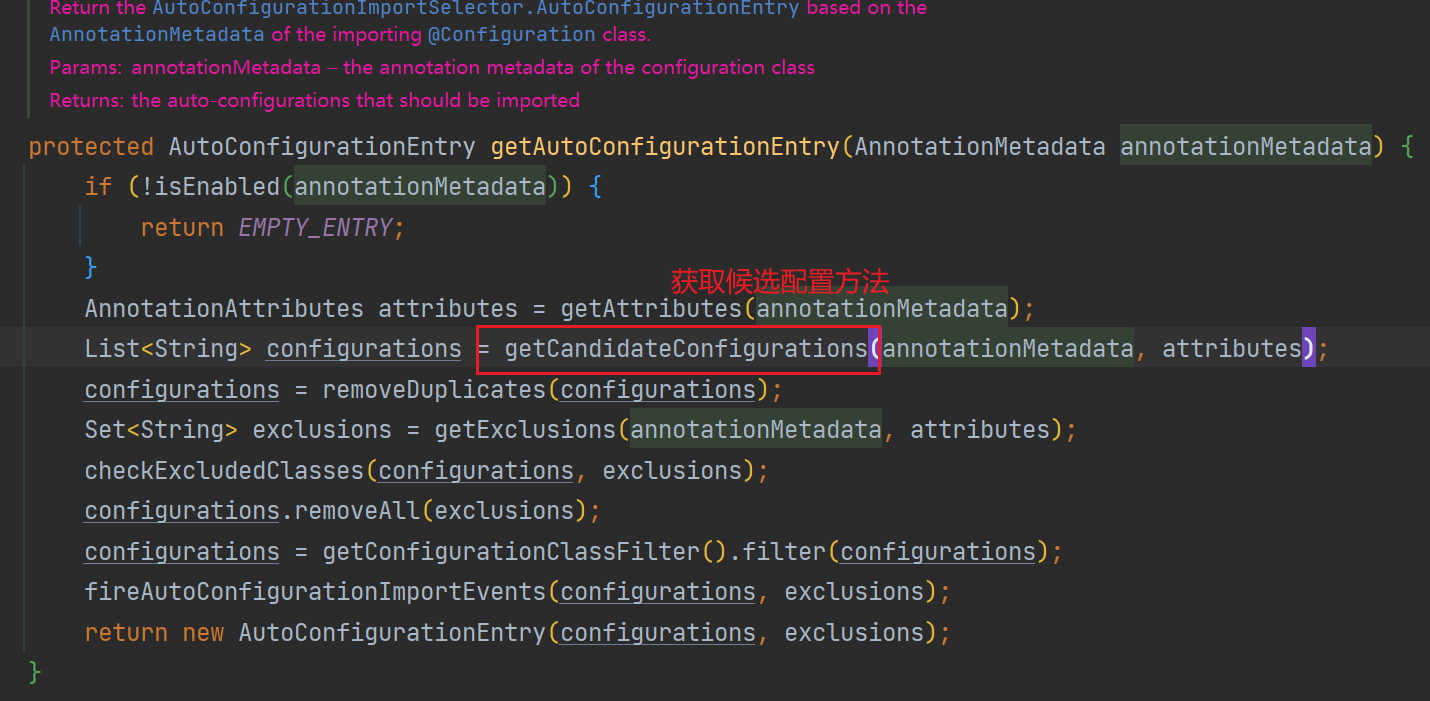 Return the AutoConfigurationImportSelector.AutoConfigurationEntry based on the
AnnotationMetadata of the importing @Configuration class.
Params: annotationMetadata – the annotation metadata of the configuration class
Returns: the auto-configurations that should be imported
protected AutoConfigurationEntry getAutoConfigurationEntry(AnnotationMetadata annotationMetadata) {
if (!isEnabled(annotationMetadata)) {
return EMPTY_ENTRY;
}
获取候选配置方法
AnnotationAttributes attributes = getAttributes(annotationMetadata);
List<String> configurations = getCandidateConfigurations(annotationMetadata, attributes);
configurations = removeDuplicates(configurations);
Set<String> exclusions = getExclusions(annotationMetadata, attributes);
checkExcludedClasses(configurations, exclusions);
configurations.removeAll(exclusions);
configurations = getConfigurationClassFilter().filter(configurations);
fireAutoConfigurationImportEvents(configurations, exclusions);
return new AutoConfigurationEntry(configurations, exclusions);
}